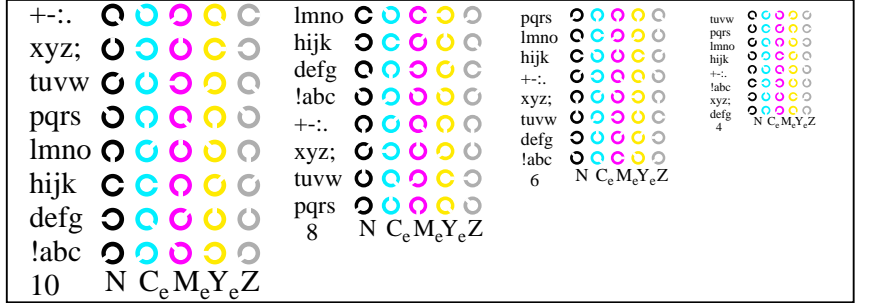 +-:.
xyz;
tuvw
pqrs
lmno
hijk
defg
!abc
10 N CeMeYeZ
lmno
hijk
defg
!abc
+-:.
xyz;
tuvw
pqrs
8 N CeMeYeZ
pqrs
lmno
hijk
+-:.
xyz;
tuvw
defg
!abc
6 N CeMeYeZ
tuvw
pqrs
lmno
hijk
+-:.
!abc
xyz;
defg
4 N CeMeYeZ